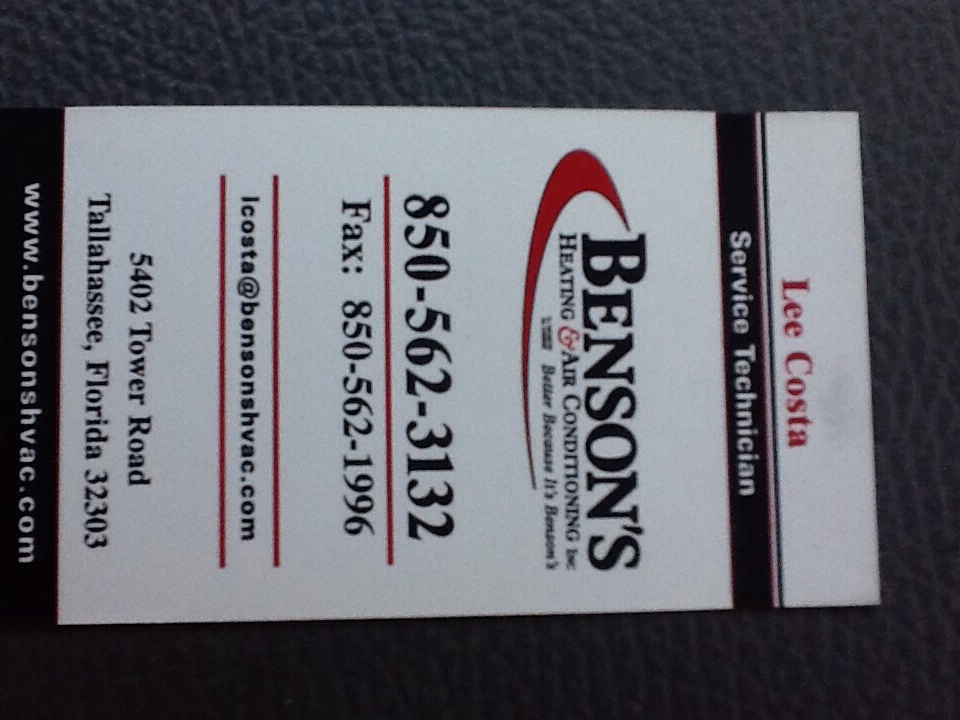 Lee Costa
Service Technician
BENSON'S
HEATING & AIR CONDITIONING INC
Better Because It's Benson's
850-562-3132
Fax: 850-562-1996
lcosta@bensonshvac.com
5402 Tower Road
Tallahassee, Florida 32303
www.bensonshvac.com